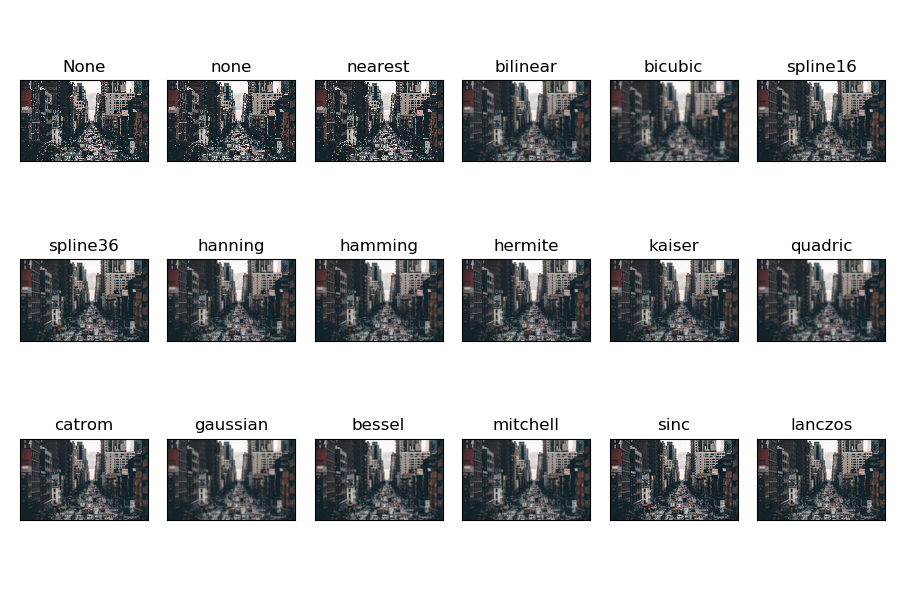 None
none
nearest
bilinear
bicubic
spline16
spline36
hanning
hamming
hermite
kaiser
quadric
catrom
gaussian
bessel
mitchell
sinc
lanczos